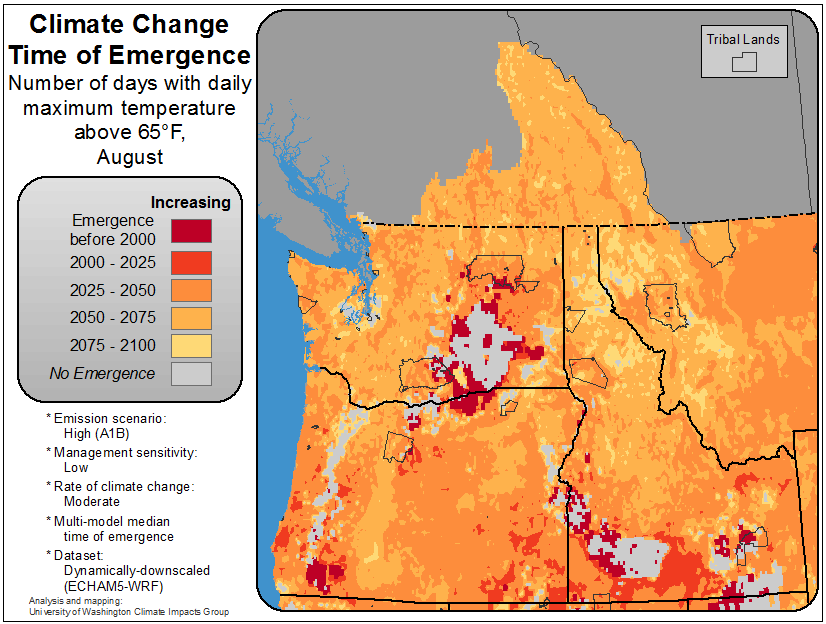 Climate Change
Time of Emergence
Number of days with daily
maximum temperature
above 65°F,
August
Tribal Lands
Increasing
Emergence
before 2000
2000 - 2025
2025 - 2050
2050 - 2075
2075 - 2100
No Emergence
* Emission scenario:
High (A1B)
* Management sensitivity:
Low
* Rate of climate change:
Moderate
* Multi-model median
time of emergence
* Dataset:
Dynamically-downscaled
(ECHAM5-WRF)
Analysis and mapping:
University of Washington Climate Impacts Group